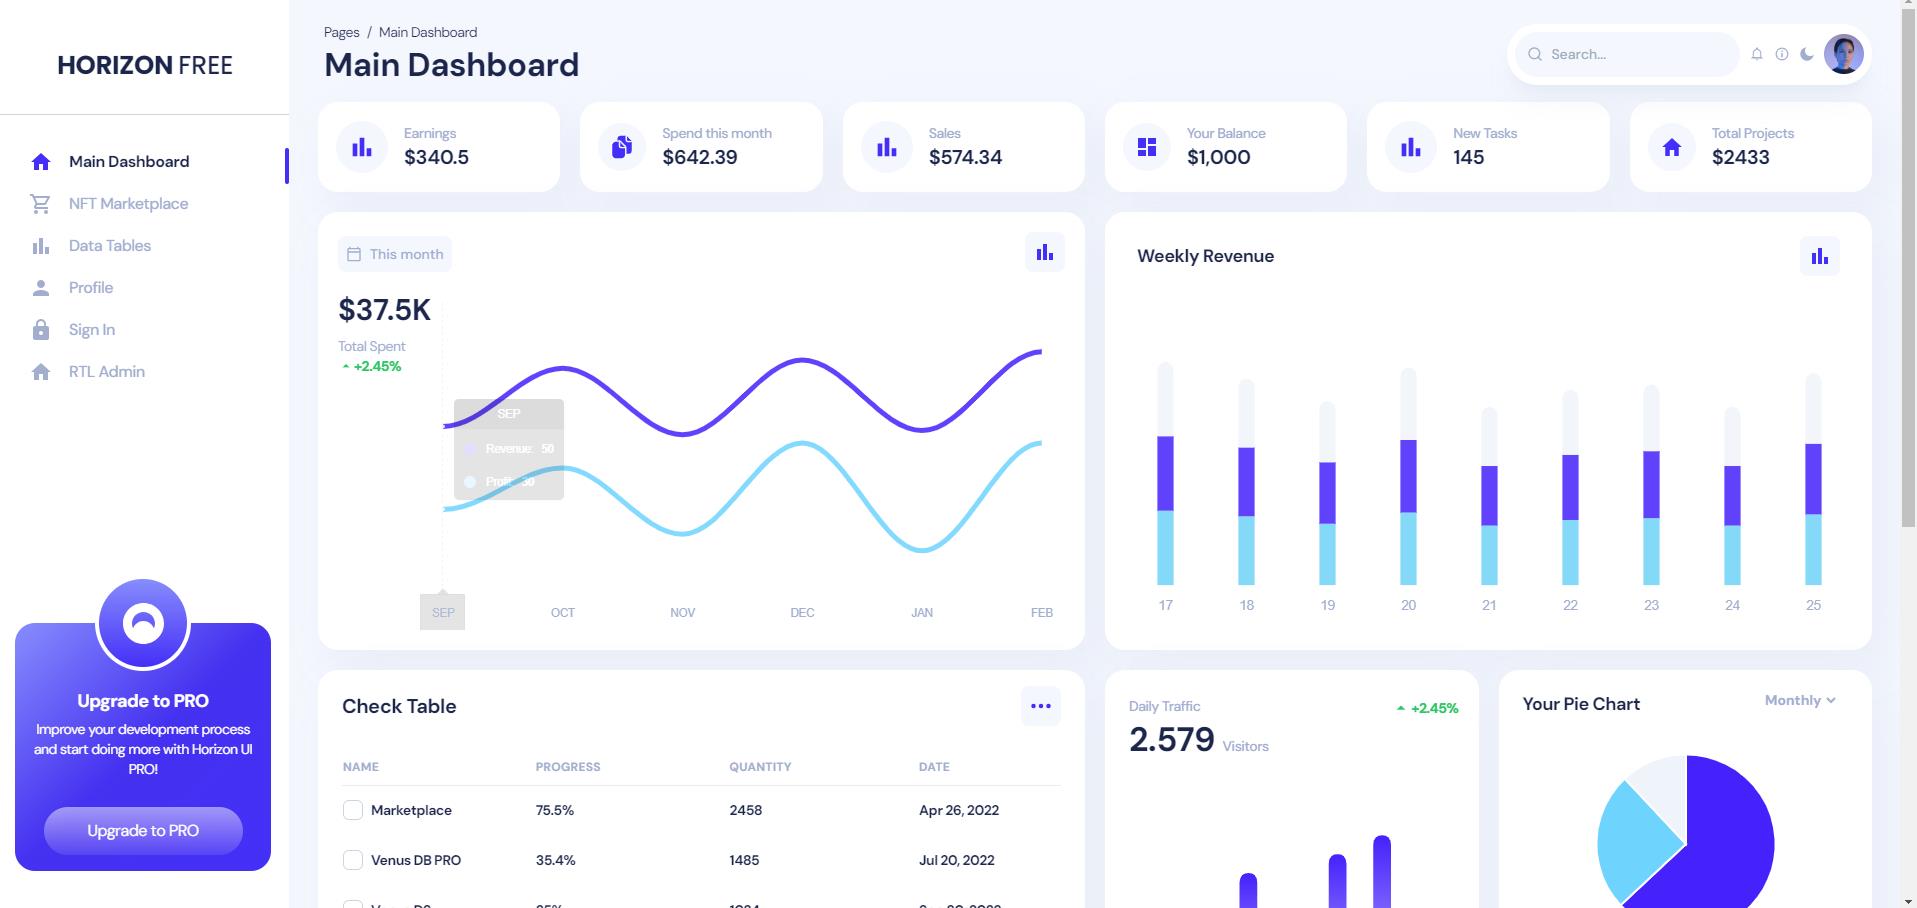 HORIZON FREE
Main Dashboard
NFT Marketplace
Data Tables
Profile
Sign In
RTL Admin
Upgrade to PRO
Improve your development process
and start doing more with Horizon UI
PRO!
Upgrade to PRO
Pages / Main Dashboard
Main Dashboard
Search...
Earnings
$340.5
Spend this month
$642.39
Sales
$574.34
Your Balance
$1,000
New Tasks
145
Total Projects
$2433
This month
$37.5K
Total Spent
+2.45%
SEP
Revenue: 50
Profit: 30
SEP OCT NOV DEC JAN FEB
Weekly Revenue
17 18 19 20 21 22 23 24 25
Check Table
NAME PROGRESS QUANTITY DATE
Marketplace 75.5% 2458 Apr 26, 2022
Venus DB PRO 35.4% 1485 Jul 20, 2022
Daily Traffic
+2.45%
2.579 Visitors
Your Pie Chart
Monthly